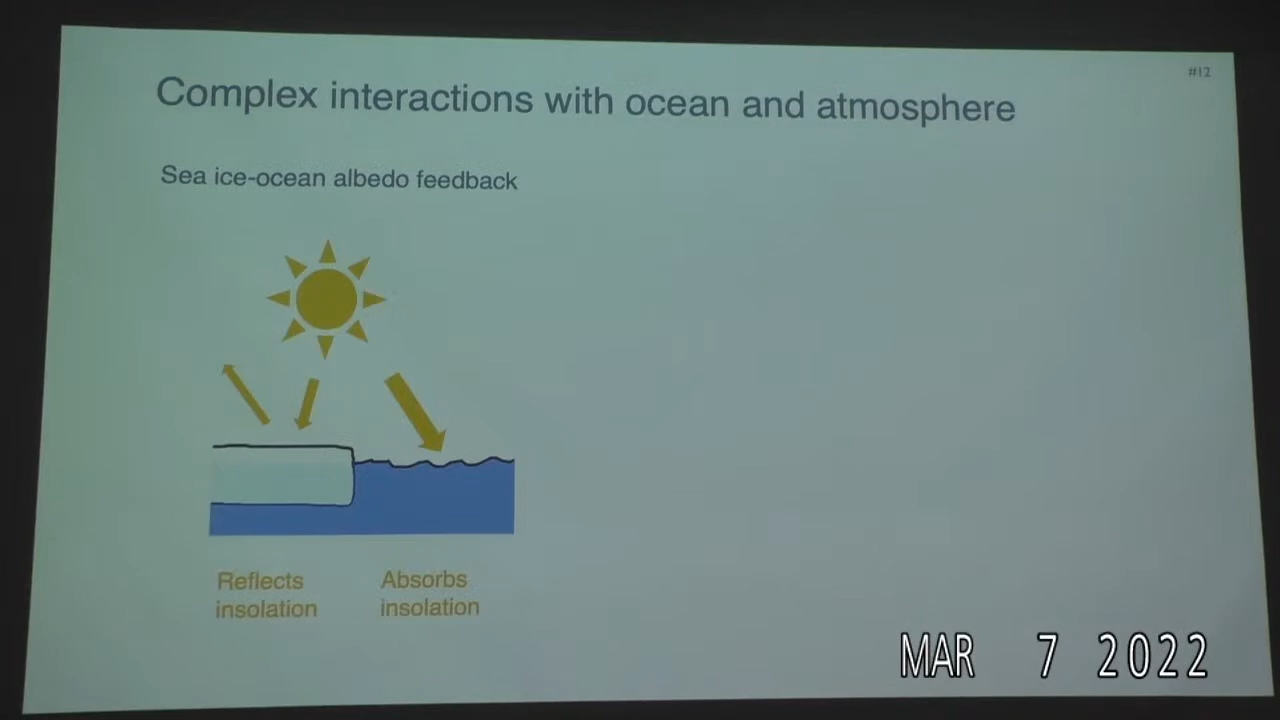 #12
Complex interactions with ocean and atmosphere
Sea ice-ocean albedo feedback
Reflects
insolation
Absorbs
insolation
MAR 7 2022